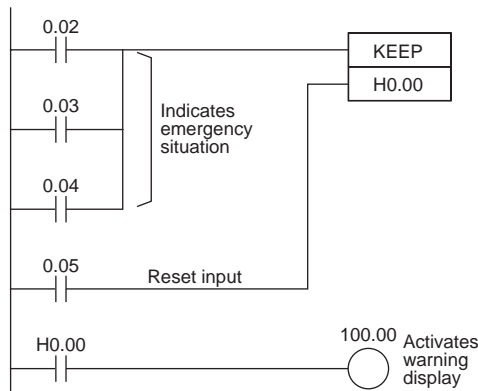 0.02
KEEP
H0.00
0.03
Indicates
emergency
situation
0.04
0.05
Reset input
H0.00
100.00
Activates
warning
display